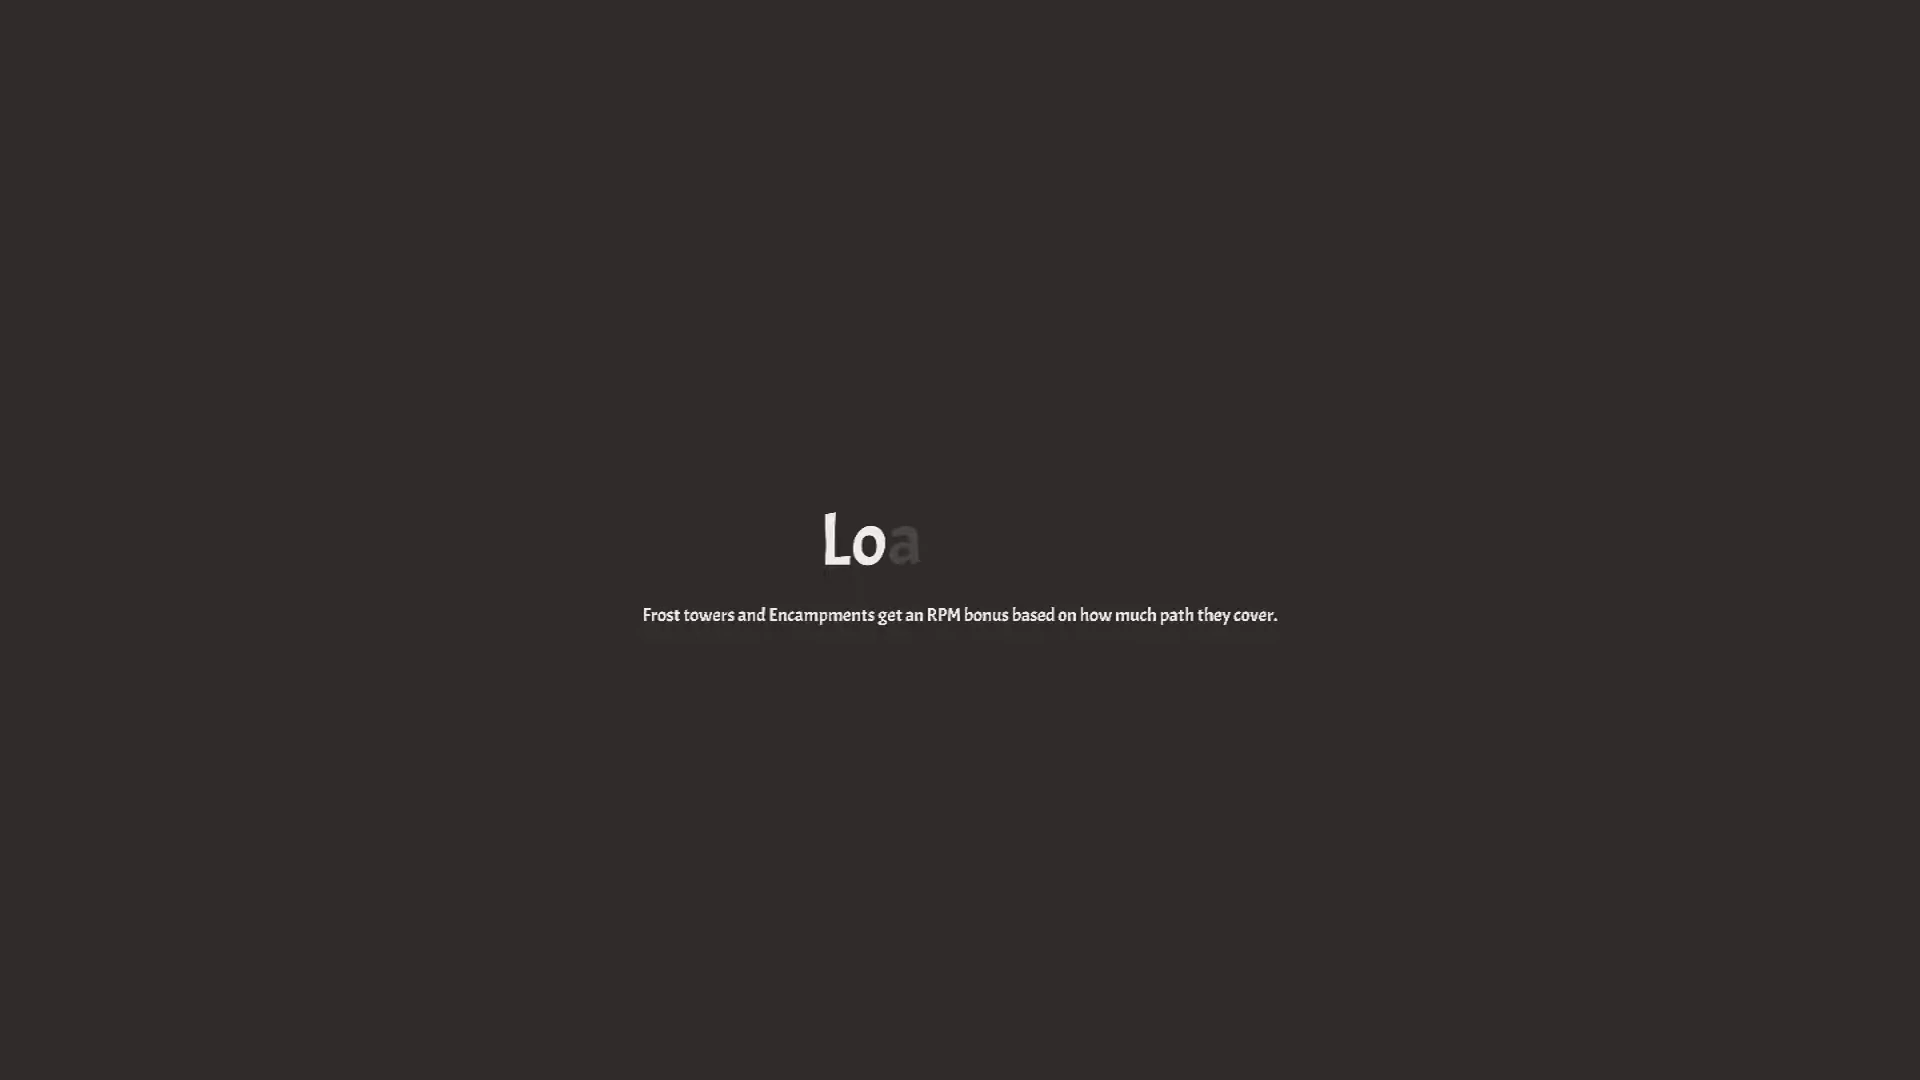 Loa
Frost towers and Encampments get an RPM bonus based on how much path they cover.